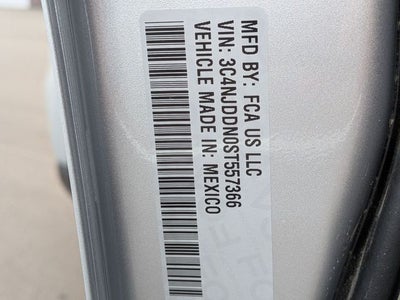 MFD BY: FCA US LLC
VIN: 3C4NJDDN0ST557366
VEHICLE MADE IN: MEXICO